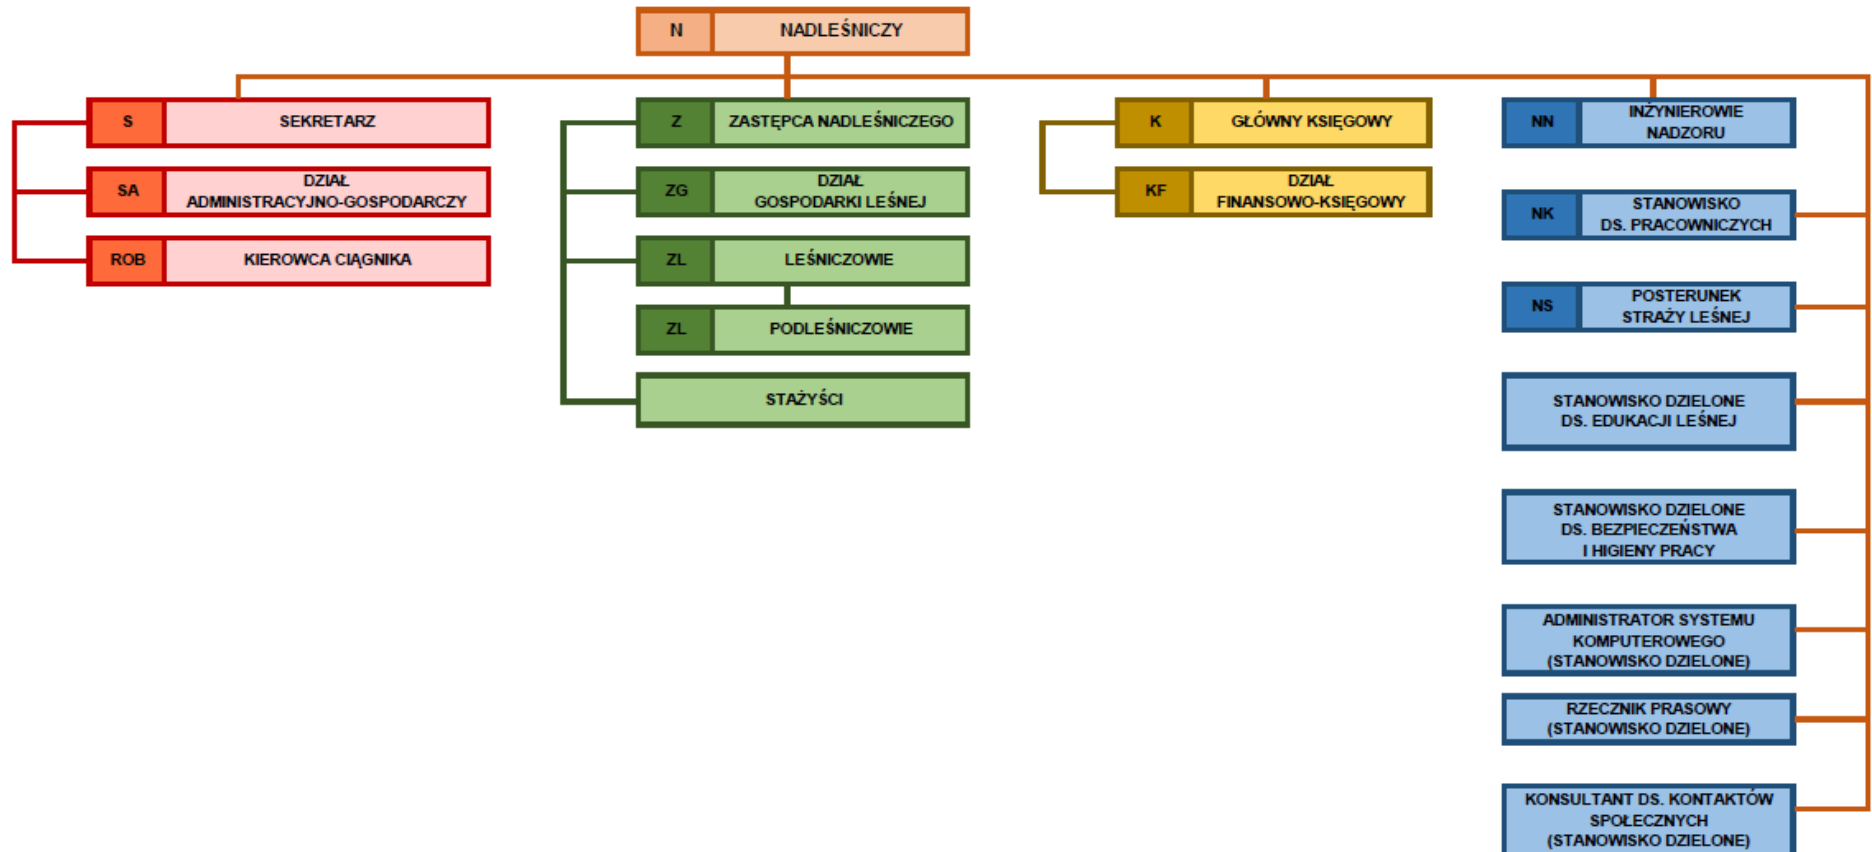 N NADLEŚNICZY
S SEKRETARZ
SA DZIAŁ
ADMINISTRACYJNO-GOSPODARCZY
ROB KIEROWCA CIĄGNIKA
Z ZASTĘPCA NADLEŚNICZEGO
ZG DZIAŁ
GOSPODARKI LEŚNEJ
ZL LEŚNICZOWIE
ZL PODLEŚNICZOWIE
STAŻYŚCI
K GŁÓWNY KSIĘGOWY
KF DZIAŁ
FINANSOWO-KSIĘGOWY
NN INŻYNIEROWIE
NADZORU
NK STANOWISKO
DS. PRACOWNICZYCH
NS POSTERUNEK
STRAŻY LEŚNEJ
STANOWISKO DZIELONE
DS. EDUKACJI LEŚNEJ
STANOWISKO DZIELONE
DS. BEZPIECZEŃSTWA
I HIGIENY PRACY
ADMINISTRATOR SYSTEMU
KOMPUTEROWEGO
(STANOWISKO DZIELONE)
RZECZNIK PRASOWY
(STANOWISKO DZIELONE)
KONSULTANT DS. KONTAKTÓW
SPOŁECZNYCH
(STANOWISKO DZIELONE)